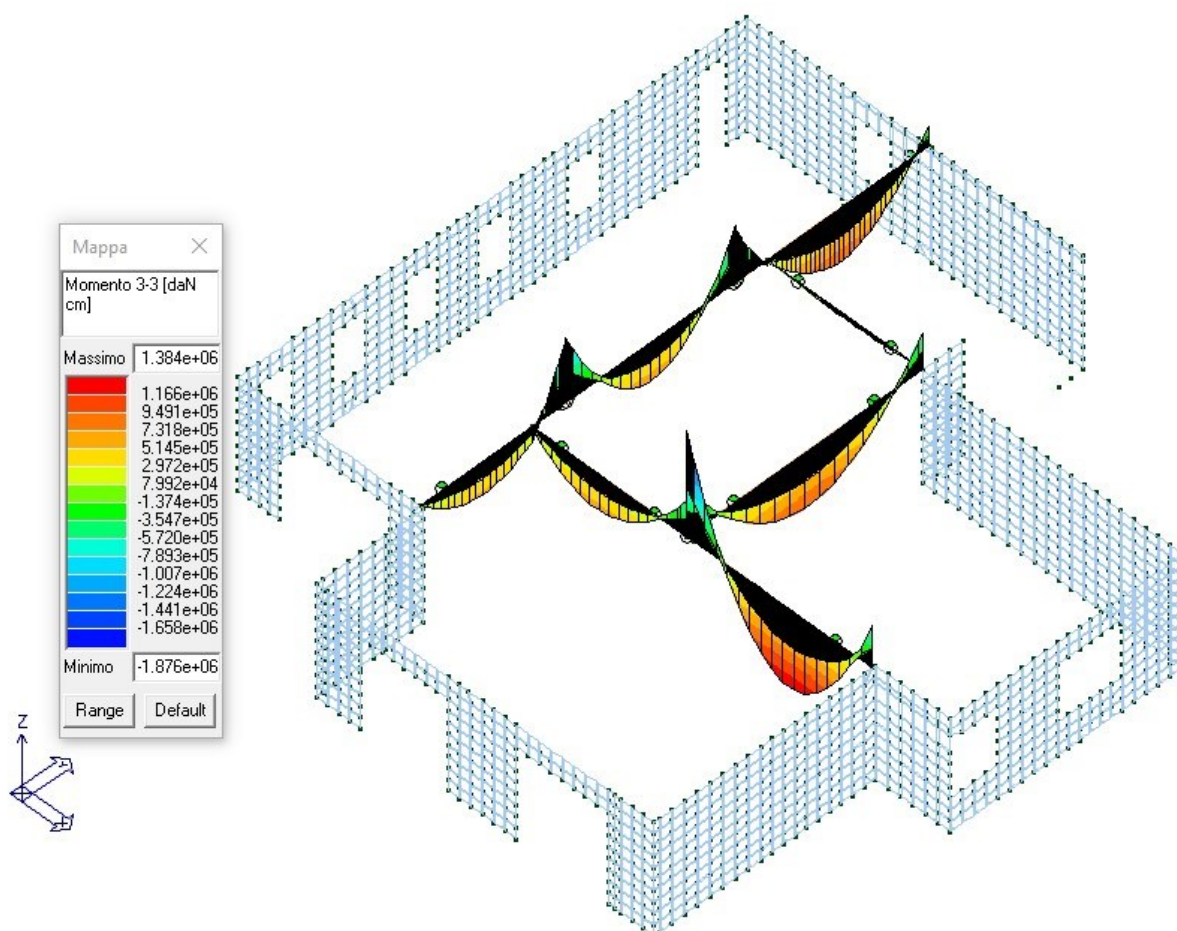 Mappa
Momento 3-3 [daN
cm]
Massimo 1.384e+06
1.166e+06
9.491e+05
7.318e+05
5.145e+05
2.972e+05
7.992e+04
-1.374e+05
-3.547e+05
-5.720e+05
-7.893e+05
-1.007e+06
-1.224e+06
-1.441e+06
-1.658e+06
Minimo -1.876e+06
Range Default
Z